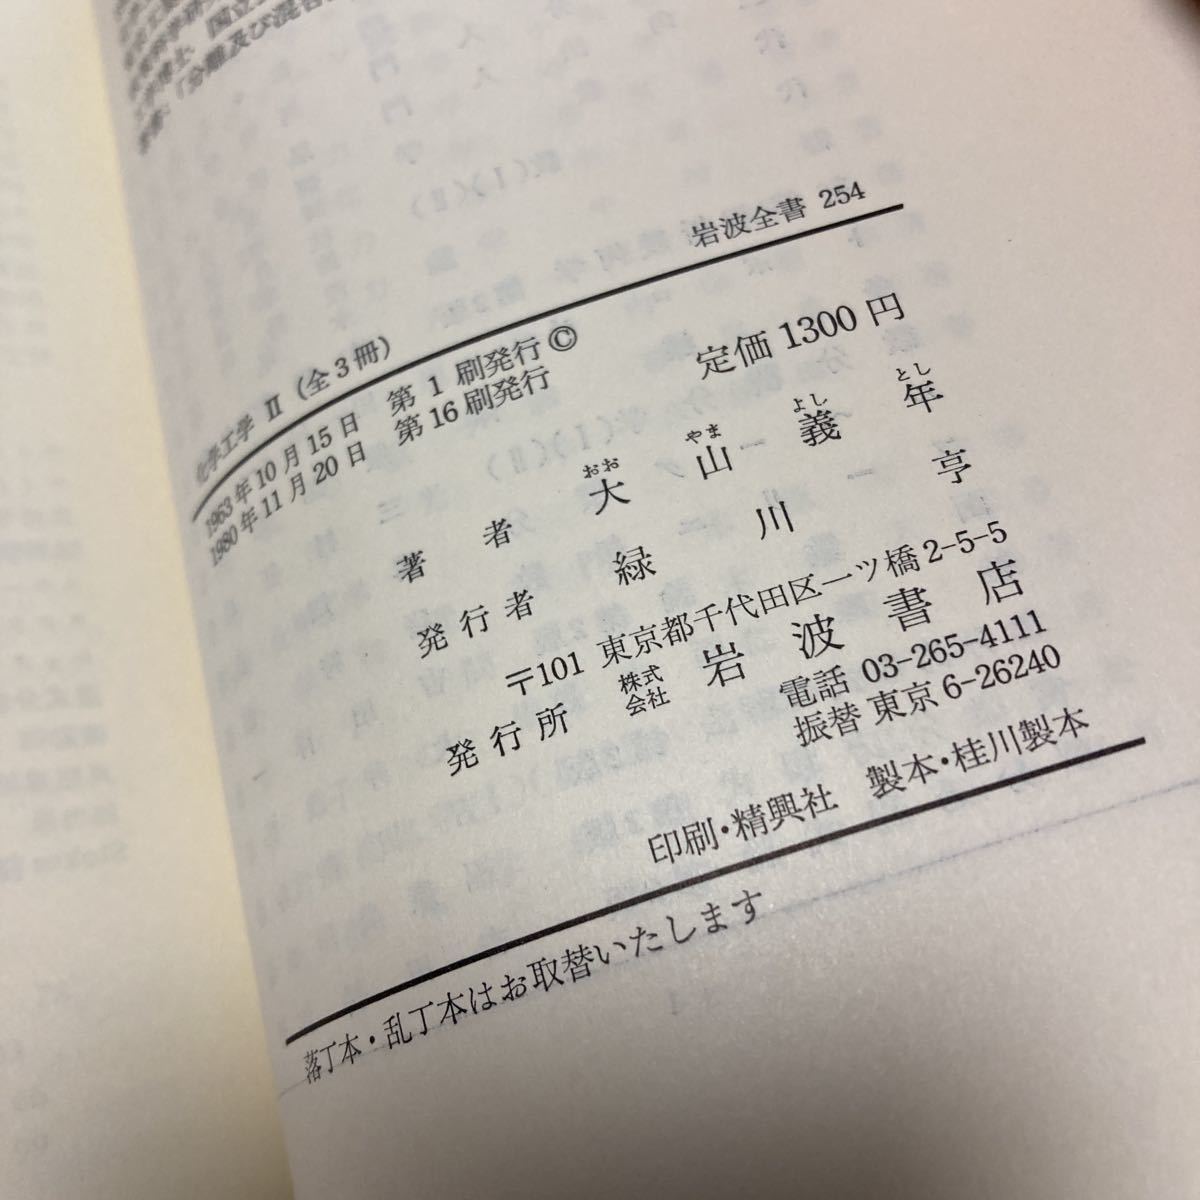 岩波全書 254
化学工学 II (全3冊)
1963年10月15日 第1刷発行©
1980年11月20日 第16刷発行
定価 1300 円
おお やま よし とし
著者 大山義年
発行者 緑川亨
〒101 東京都千代田区一ツ橋2-5-5
発行所 株式会社 岩波書店
電話 03-265-4111
振替 東京 6-26240
印刷・精興社 製本・桂川製本
落丁本・乱丁本はお取替いたします